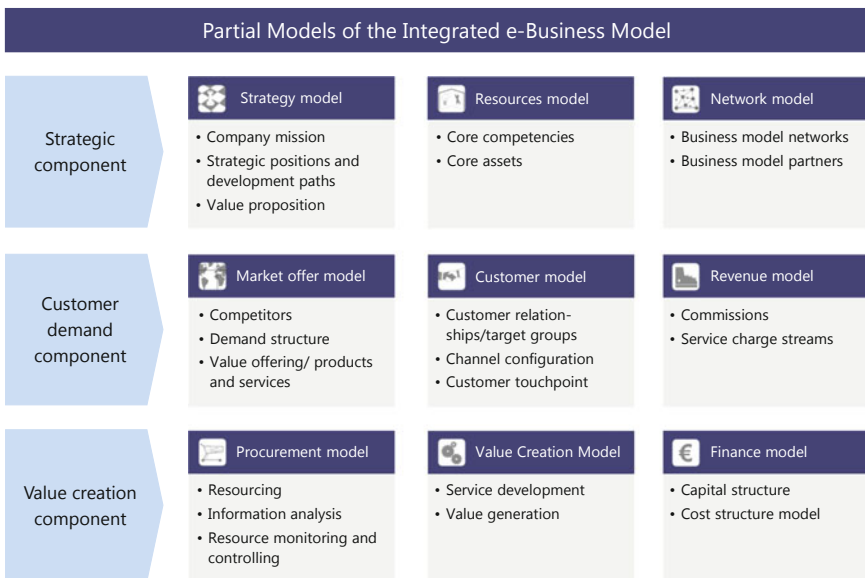 Partial Models of the Integrated e-Business Model
Strategic
component
Strategy model
• Company mission
• Strategic positions and
development paths
• Value proposition
Resources model
• Core competencies
• Core assets
Network model
• Business model networks
• Business model partners
Customer
demand
component
Market offer model
• Competitors
• Demand structure
• Value offering/ products
and services
Customer model
• Customer relation-
ships/target groups
• Channel configuration
• Customer touchpoint
Revenue model
• Commissions
• Service charge streams
Value creation
component
Procurement model
• Resourcing
• Information analysis
• Resource monitoring and
controlling
Value Creation Model
• Service development
• Value generation
€ Finance model
• Capital structure
• Cost structure model